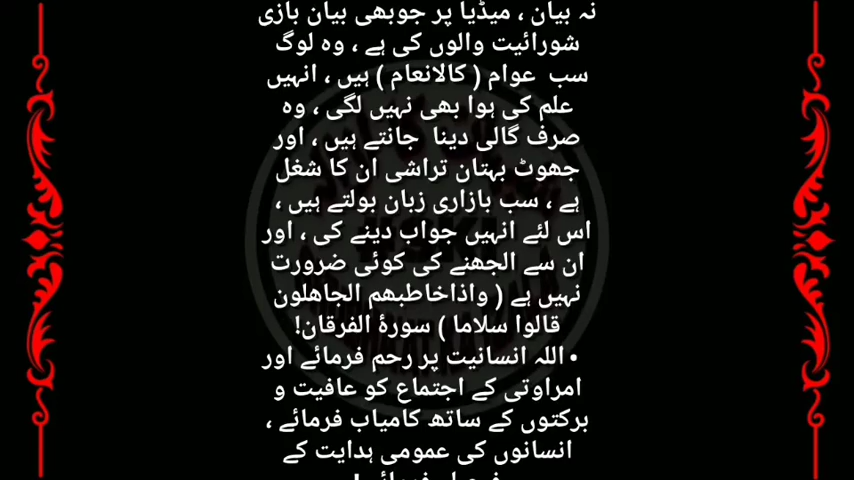 نہ بیان ، میڈیا پر جوبھی بیان بازی
شورائیت والوں کی ہے ، وہ لوگ
سب عوام ( کالانعام ) ہیں ، انہیں
علم کی ہوا بھی نہیں لگی ، وہ
صرف گالی دینا جانتے ہیں ، اور
جھوٹ بہتان تراشی ان کا شغل
ہے ، سب بازاری زبان بولتے ہیں ،
اس لئے انہیں جواب دینے کی ، اور
ان سے الجھنے کی کوئی ضرورت
نہیں ہے ( واذاخاطبھم الجاھلون
قالوا سلاما ) سورۂ الفرقان!
• اللہ انسانیت پر رحم فرمائے اور
امراوتی کے اجتماع کو عافیت و
برکتوں کے ساتھ کامیاب فرمائے ،
انسانوں کی عمومی ہدایت کے